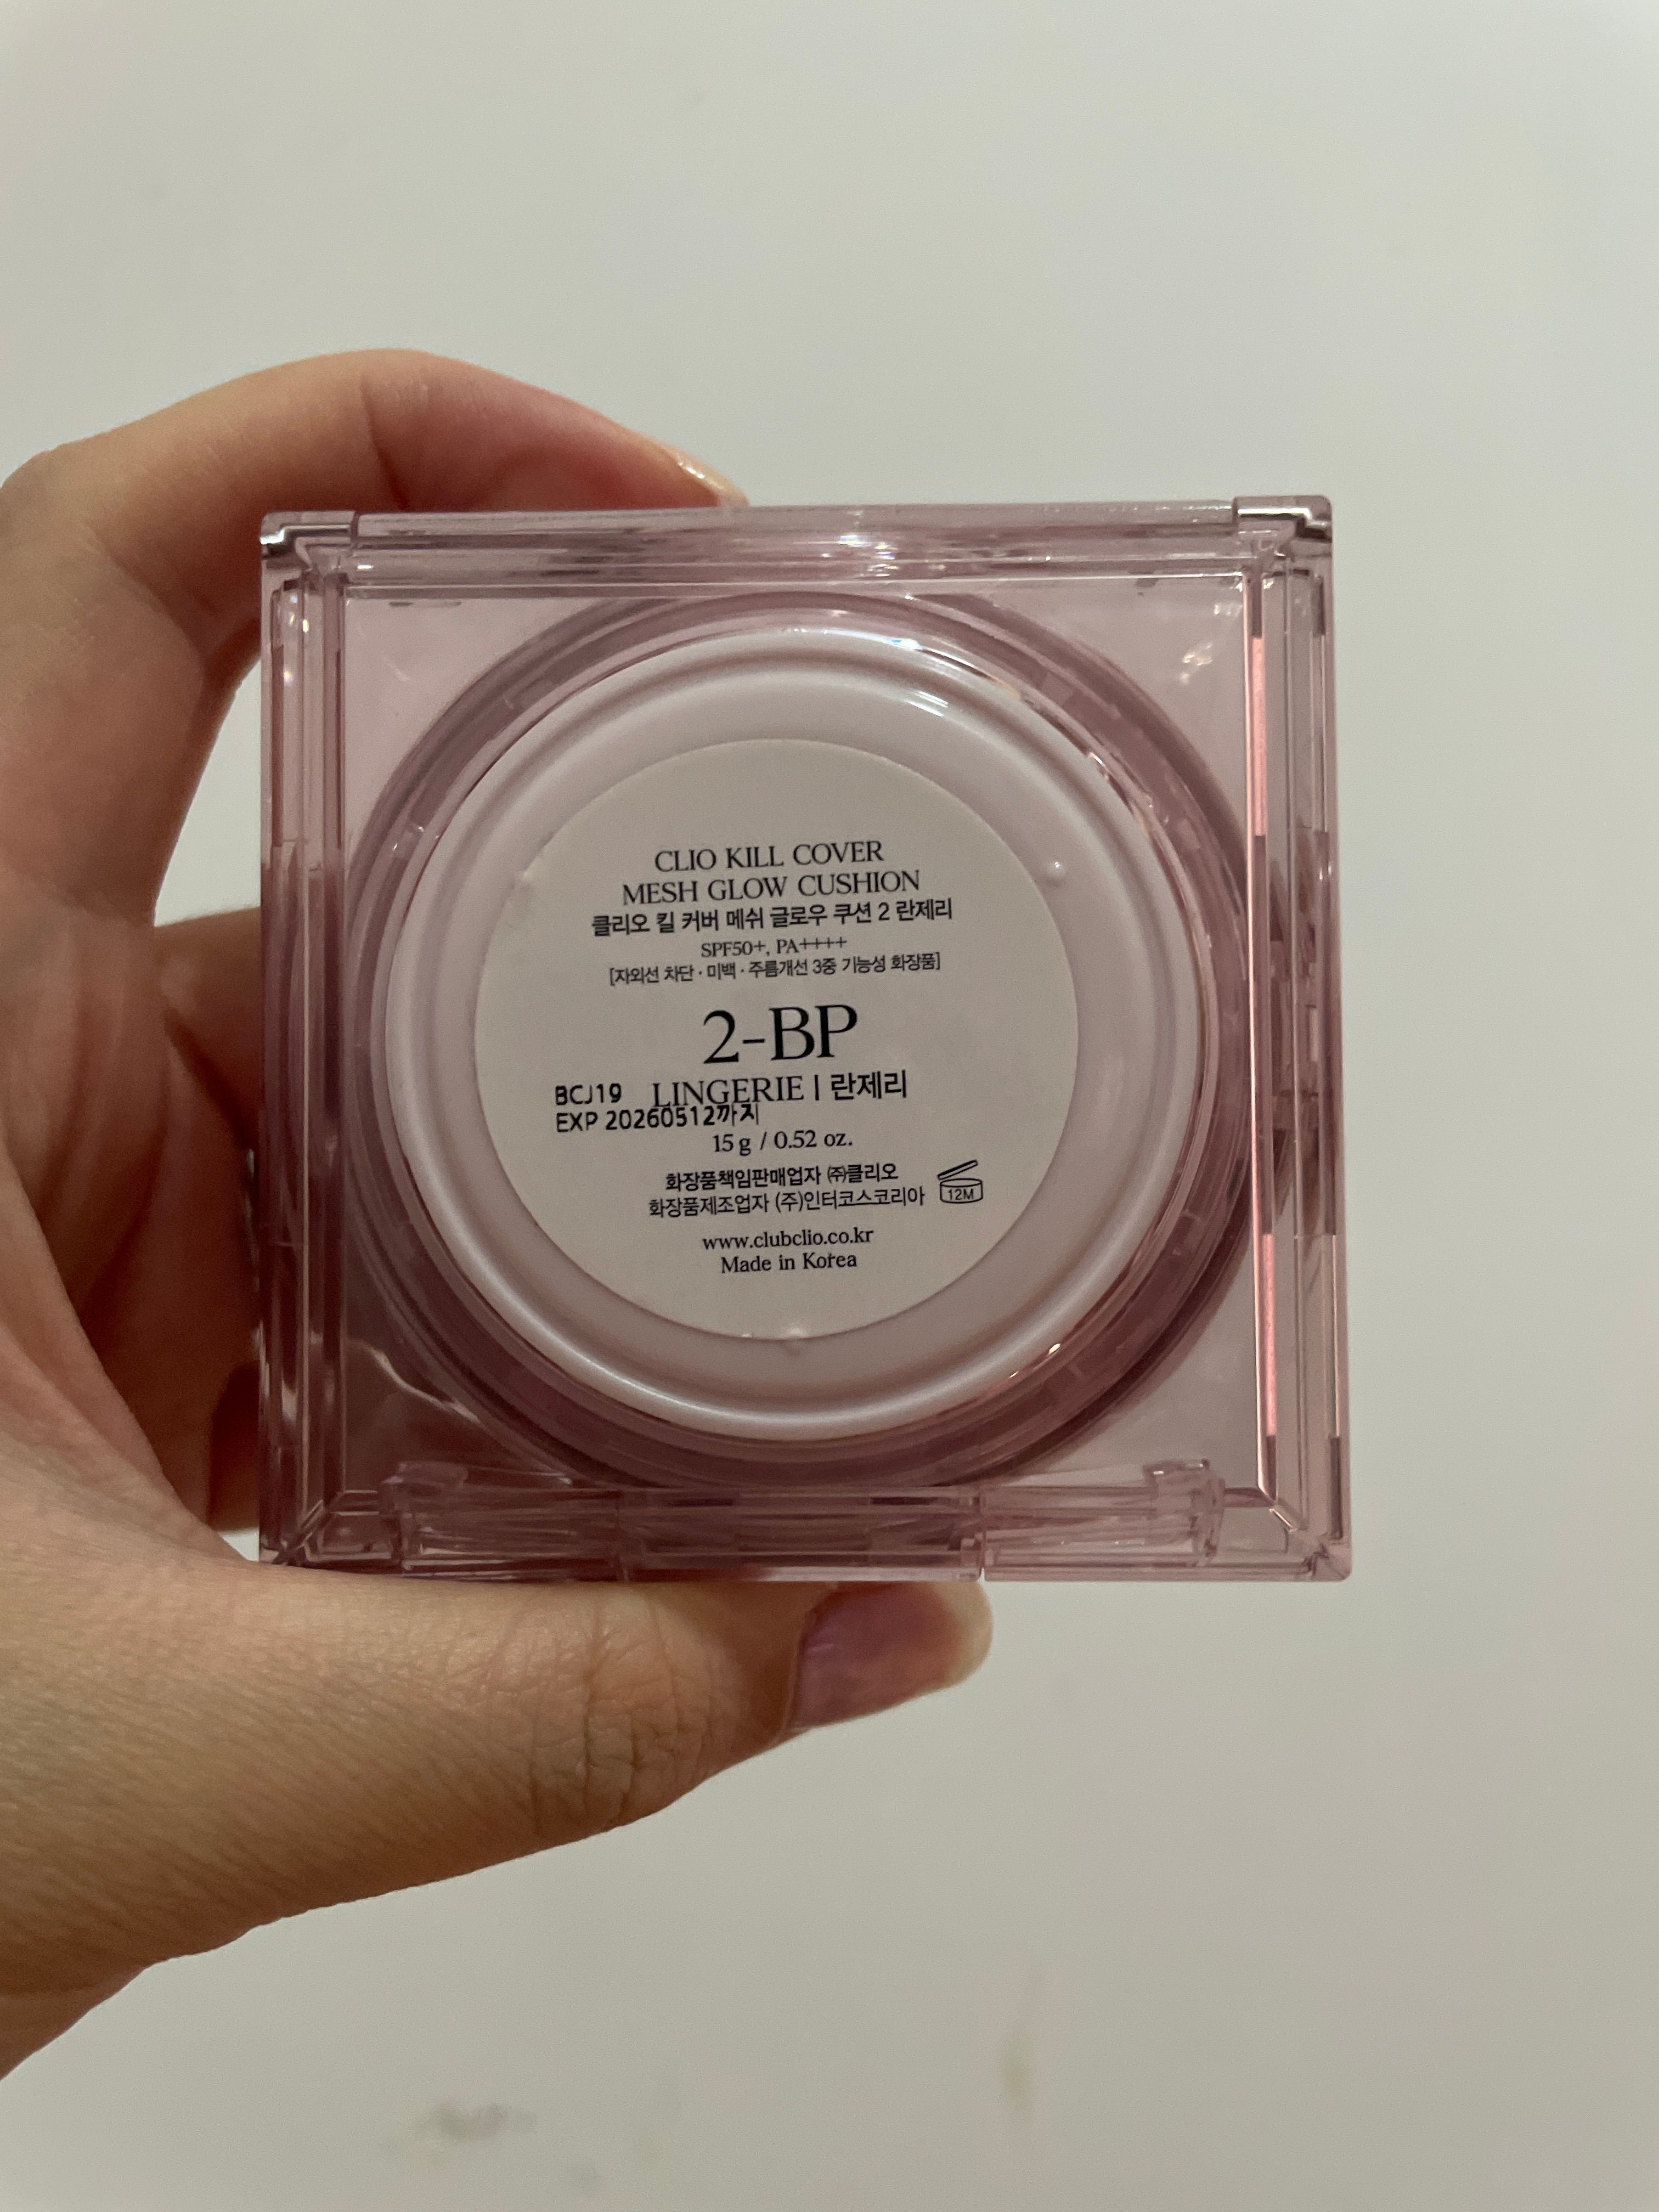 CLIO KILL COVER
MESH GLOW CUSHION
클리오 킬 커버 메쉬 글로우 쿠션 2 란제리
SPF50+, PA++++
[자외선 차단 · 미백 · 주름개선 3중 기능성 화장품]
2-BP
BCJ19 LINGERIE | 란제리
EXP 20260512까지
15 g / 0.52 oz.
화장품책임판매업자 ㈜클리오
화장품제조업자 (주)인터코스코리아
12M
www.clubclio.co.kr
Made in Korea